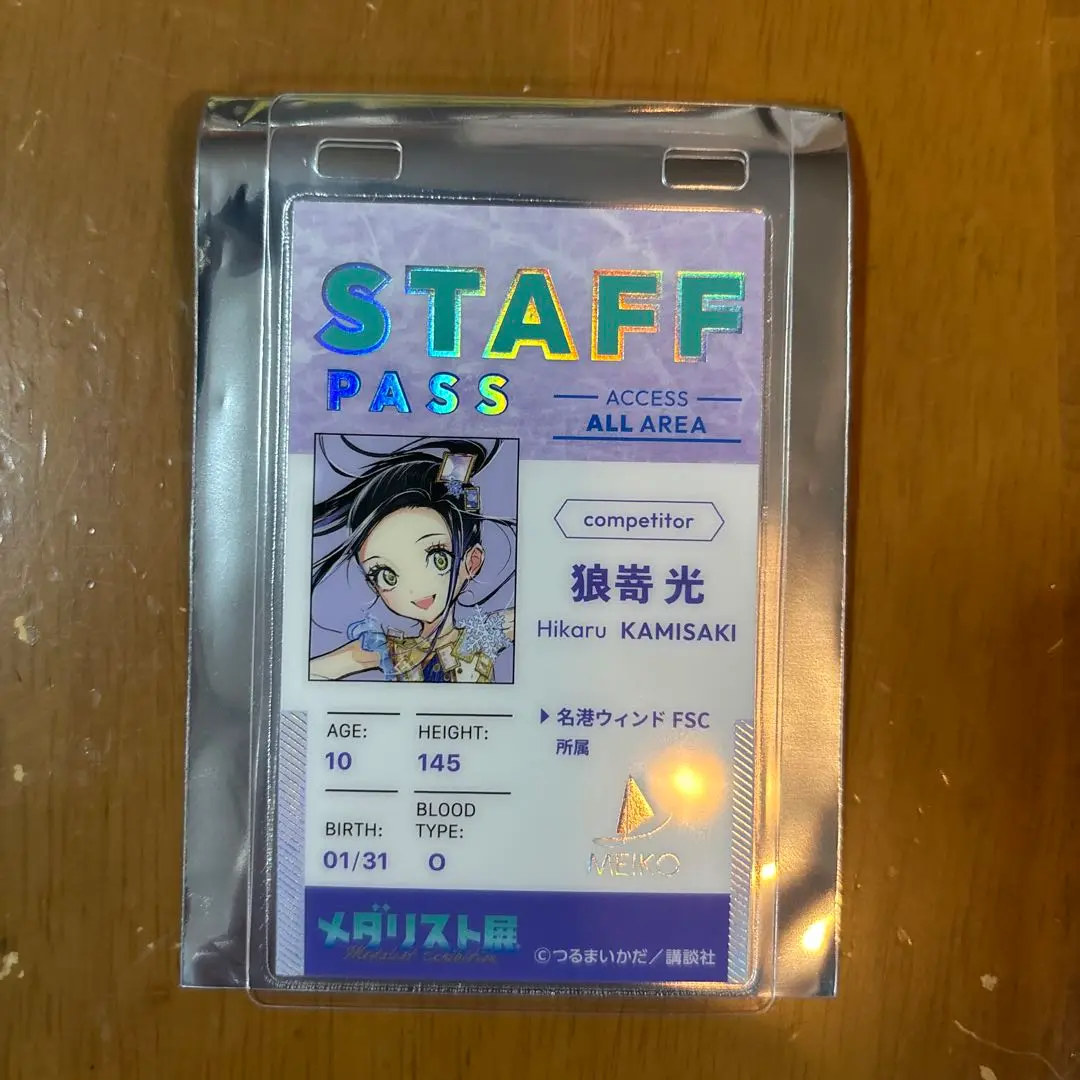 STAFF
PASS
ACCESS
ALL AREA
competitor
狼嵜 光
Hikaru KAMISAKI
名港ウィンド FSC
所属
AGE:
10
HEIGHT:
145
BIRTH:
01/31
BLOOD
TYPE:
O
MEIKO
メダリスト展
Medalist exhibition
©つるまいかだ/講談社